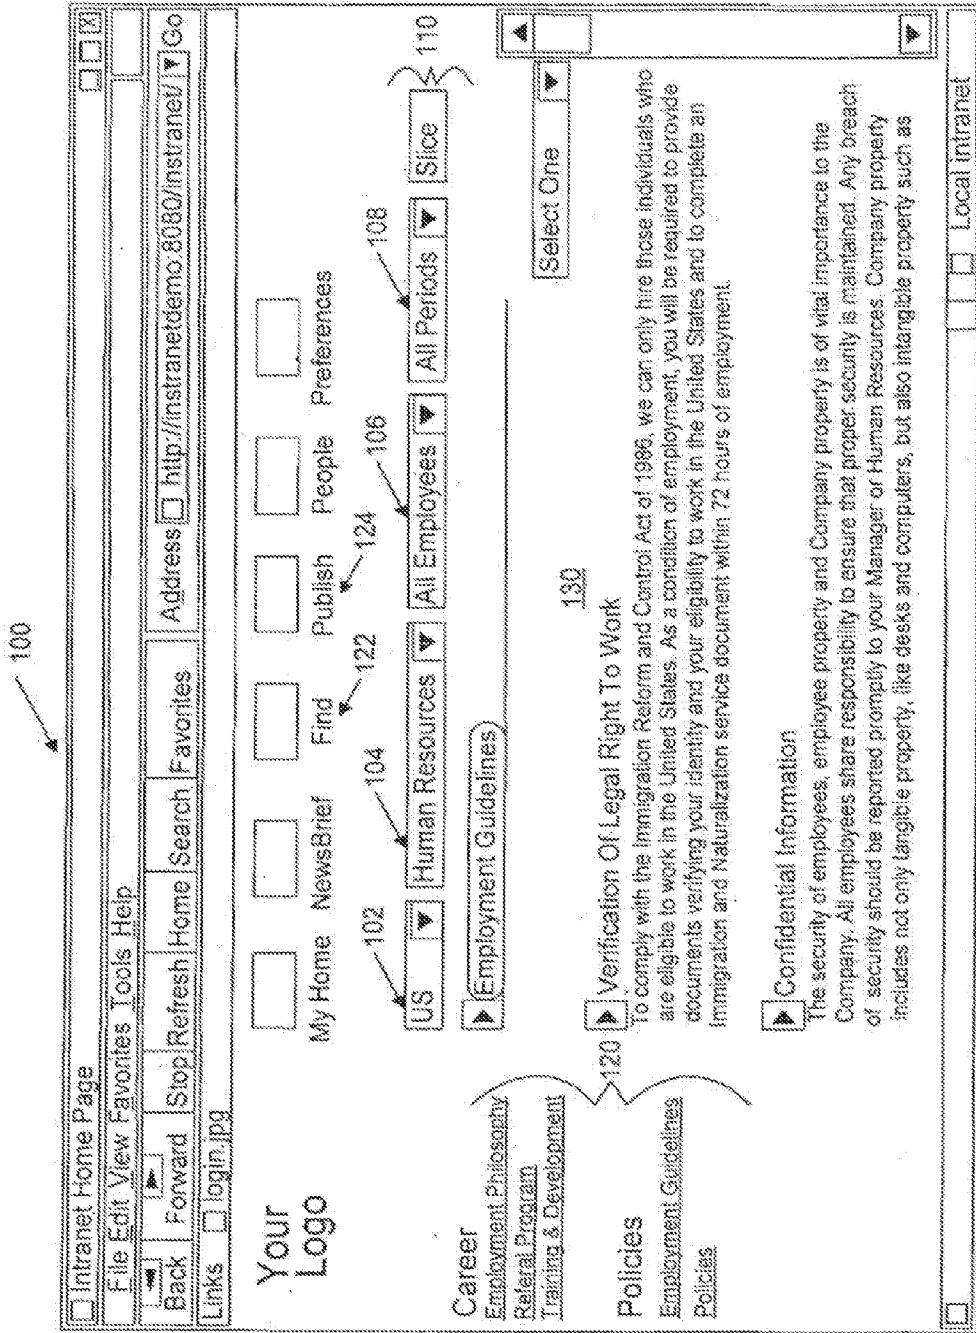 100
Intranet Home Page
File Edit View Favorites Tools Help
Back Forward Stop Refresh Home Search Favorites Address http://instranetdemo:8080/instranet/ Go
Links login.jpg
Your
Logo
My Home NewsBrief Find Publish People Preferences
122 124
102 104 106 108
US Human Resources All Employees All Periods Slice 110
Career
Employment Philosophy
Referal Program
Training & Development
Policies
Employment Guidelines
Policies
120
Employment Guidelines
Select One
130
Verification Of Legal Right To Work
To comply with the Immigration Reform and Control Act of 1986, we can only hire those individuals who
are eligible to work in the United States. As a condition of employment, you will be required to provide
documents verifying your identity and your eligibility to work in the United States and to complete an
Immigration and Naturalization service document within 72 hours of employment.
Confidential Information
The security of employees, employee property and Company property is of vital importance to the
Company. All employees share responsibility to ensure that proper security is maintained. Any breach
of security should be reported promptly to your Manager or Human Resources. Company property
includes not only tangible property, like desks and computers, but also intangible property such as
Local intranet